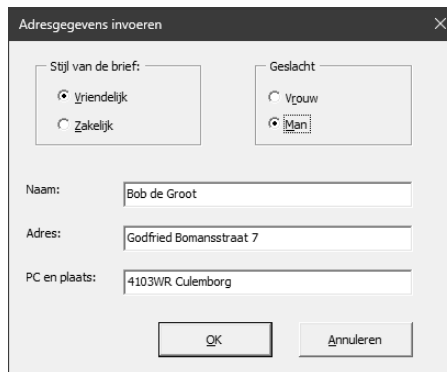 Adresgegevens invoeren
Stijl van de brief:
Vriendelijk
Zakelijk
Geslacht
Vrouw
Man
Naam: Bob de Groot
Adres: Godfried Bomansstraat 7
PC en plaats: 4103WR Culemborg
OK Annuleren